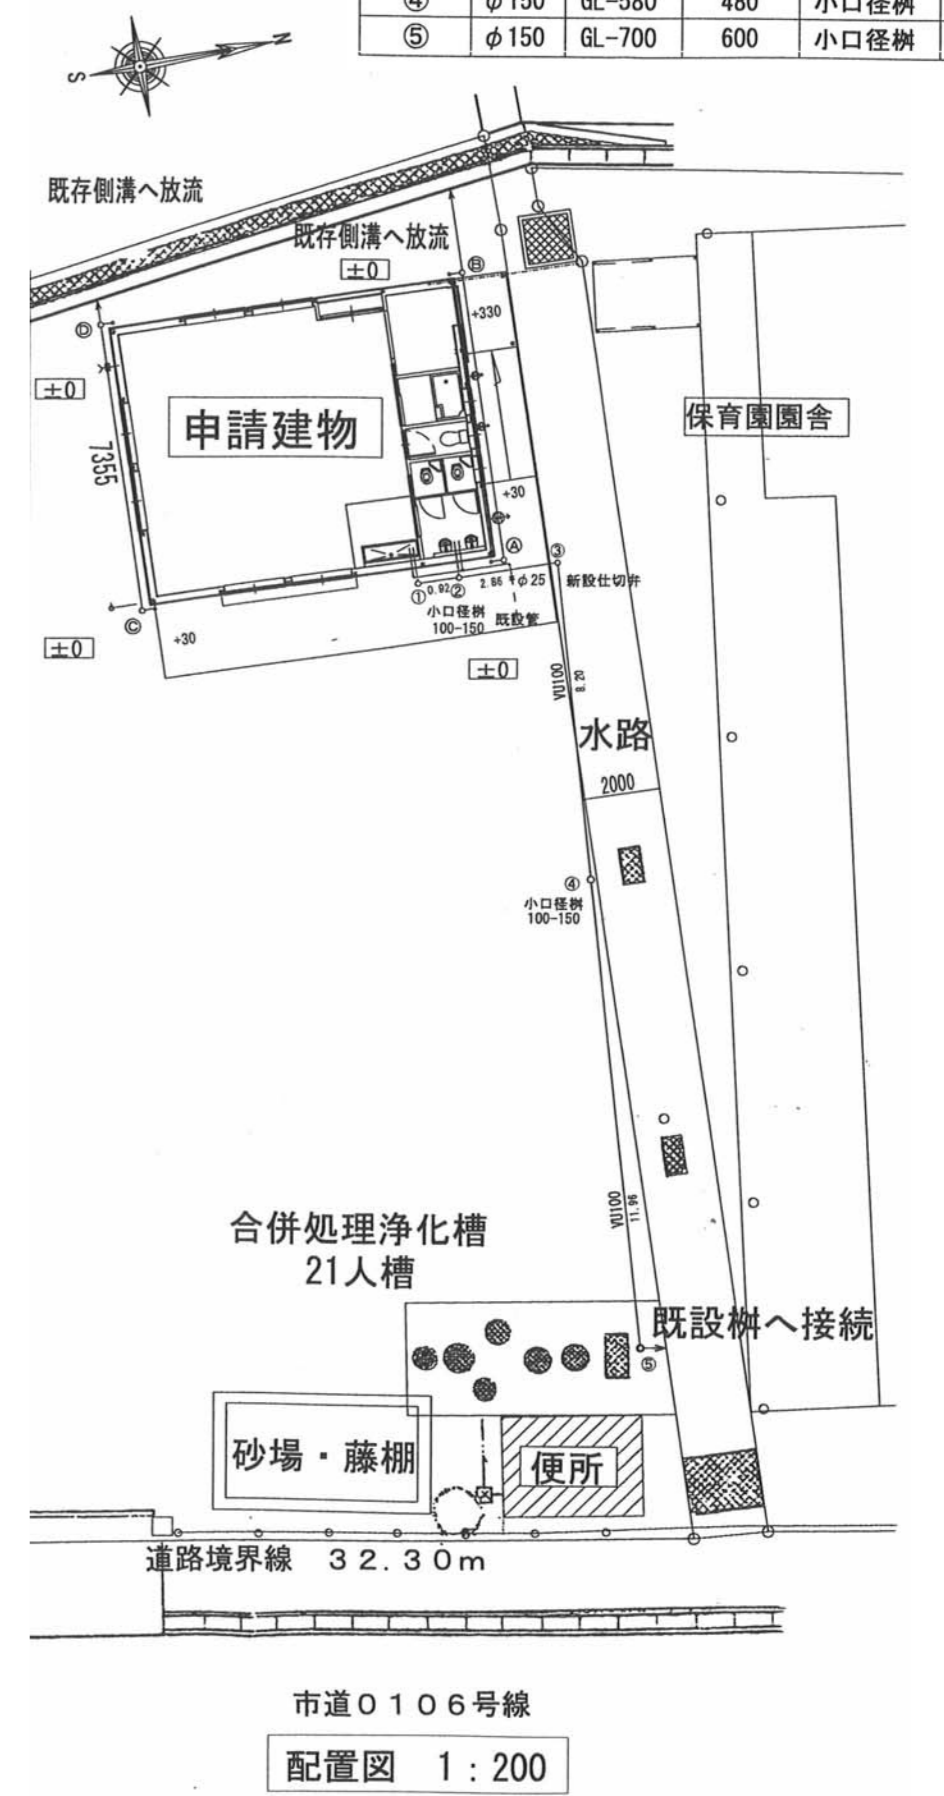 ④ φ150 GL-580 480 小口径桝
⑤ φ150 GL-700 600 小口径桝
N
S
既存側溝へ放流
既存側溝へ放流
±0
Ⓑ
+330
Ⓓ
±0
申請建物
保育園園舎
7355
+30
Ⓐ
③
① 0.92 ② 2.86 φ25 新設仕切弁
小口径桝
100-150
既設管
Ⓒ
+30
±0
±0
VU100
8.20
水路
2000
④
小口径桝
100-150
VU100
11.96
合併処理浄化槽
21人槽
既設桝へ接続
⑤
砂場・藤棚
便所
道路境界線 32.30m
市道0106号線
配置図 1:200